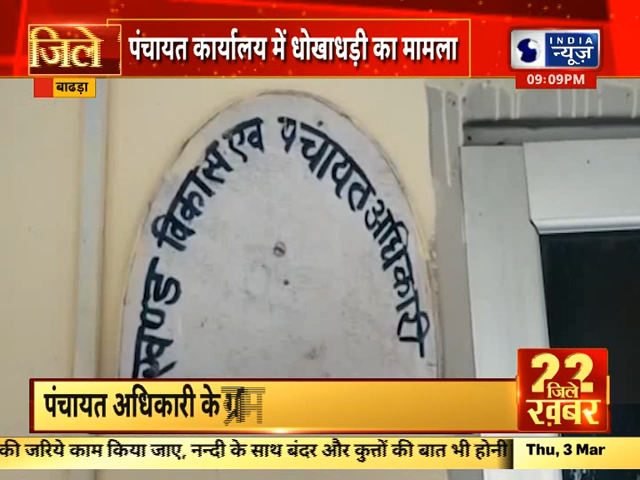 जिले
पंचायत कार्यालय में धोखाधड़ी का मामला
INDIA
न्यूज़
09:09PM
बाढड़ा
खण्ड विकास एव पंचायत अधिकारी
पंचायत अधिकारी के
22
जिले
ख़बर
की जरिये काम किया जाए, नन्दी के साथ बंदर और कुत्तों की बात भी होनी
Thu, 3 Mar